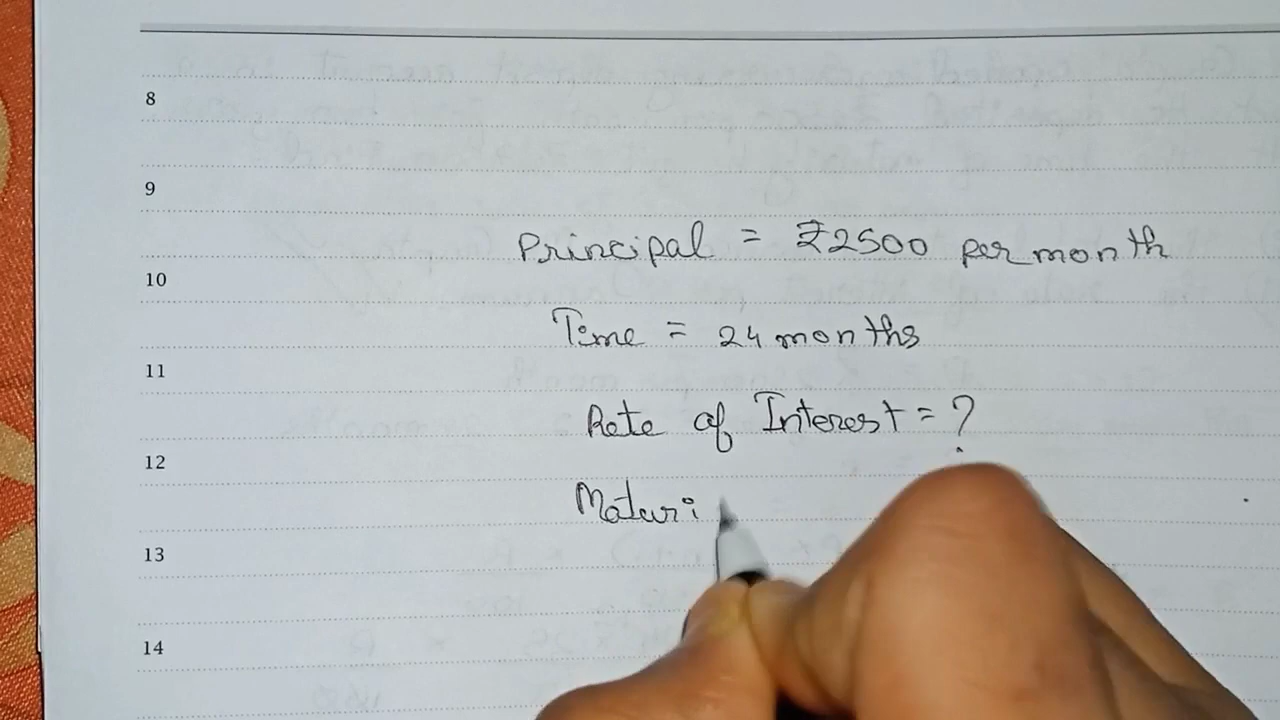 8
9
Principal = ₹2500 per month
10
Time = 24 months
11
Rate of Interest = ?
12
Maturi
13
14